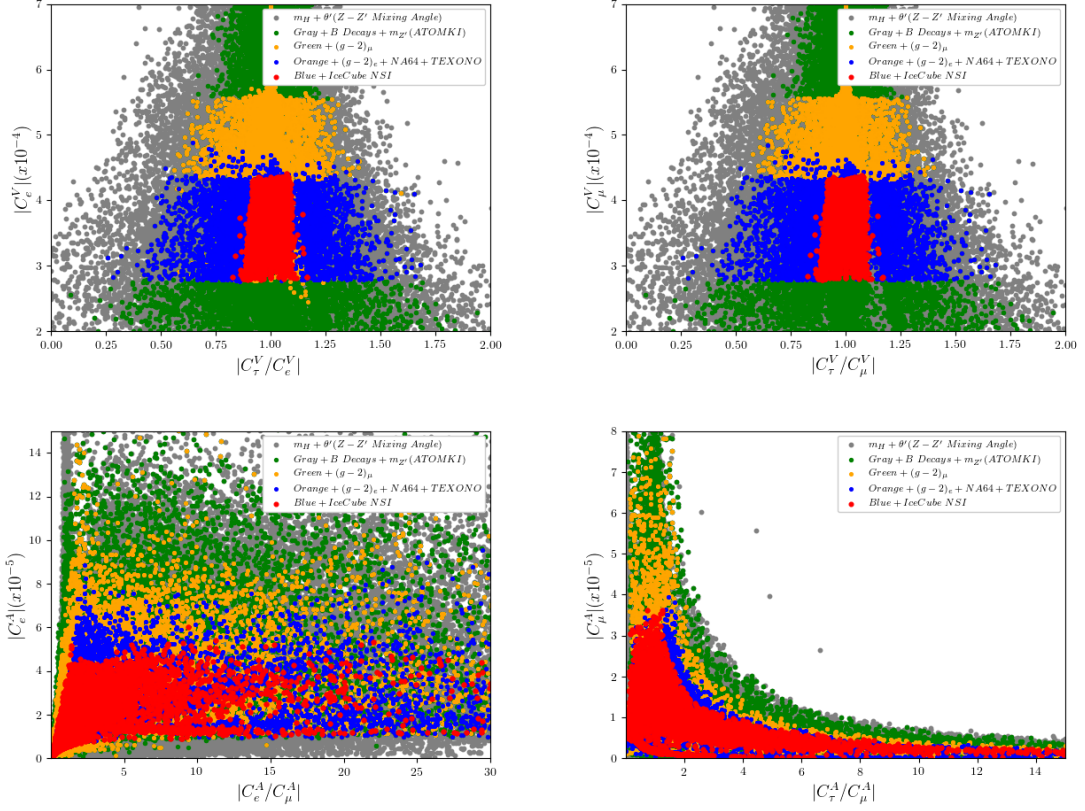 m_H + θ′(Z − Z′ Mixing Angle)
Gray + B Decays + m_Z′(ATOMKI)
Green + (g − 2)_μ
Orange + (g − 2)_e + NA64 + TEXONO
Blue + IceCube NSI
|C_e^V|(x10^−4)
7
6
5
4
3
2
0.00 0.25 0.50 0.75 1.00 1.25 1.50 1.75 2.00
|C_τ^V/C_e^V|
m_H + θ′(Z − Z′ Mixing Angle)
Gray + B Decays + m_Z′(ATOMKI)
Green + (g − 2)_μ
Orange + (g − 2)_e + NA64 + TEXONO
Blue + IceCube NSI
|C_μ^V|(x10^−4)
7
6
5
4
3
2
0.00 0.25 0.50 0.75 1.00 1.25 1.50 1.75 2.00
|C_τ^V/C_μ^V|
m_H + θ′(Z − Z′ Mixing Angle)
Gray + B Decays + m_Z′(ATOMKI)
Green + (g − 2)_μ
Orange + (g − 2)_e + NA64 + TEXONO
Blue + IceCube NSI
|C_e^A|(x10^−5)
14
12
10
8
6
4
2
0
5 10 15 20 25 30
|C_e^A/C_μ^A|
m_H + θ′(Z − Z′ Mixing Angle)
Gray + B Decays + m_Z′(ATOMKI)
Green + (g − 2)_μ
Orange + (g − 2)_e + NA64 + TEXONO
Blue + IceCube NSI
|C_μ^A|(x10^−5)
8
7
6
5
4
3
2
1
0
2 4 6 8 10 12 14
|C_τ^A/C_μ^A|